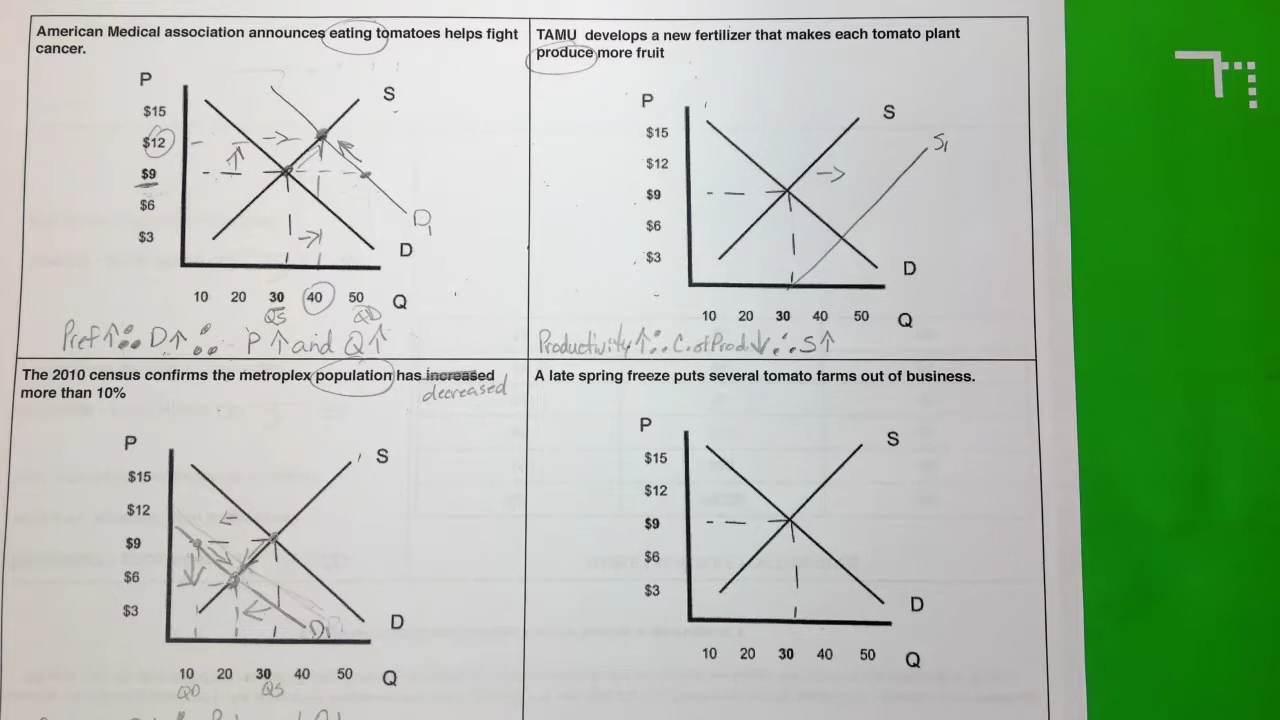 American Medical association announces eating tomatoes helps fight
cancer.
P
$15
$12
$9
$6
$3
S
D1
D
10 20 30 40 50 Q
QS QD
Pref↑∴ D↑∴ P↑ and Q↑
TAMU develops a new fertilizer that makes each tomato plant
produce more fruit
P
$15
$12
$9
$6
$3
S
S1
D
10 20 30 40 50 Q
Productivity↑∴ C. of Prod↓∴ S↑
The 2010 census confirms the metroplex population has increased
decreased
more than 10%
P
$15
$12
$9
$6
$3
S
D1
D
10 20 30 40 50 Q
QD QS
A late spring freeze puts several tomato farms out of business.
P
$15
$12
$9
$6
$3
S
D
10 20 30 40 50 Q